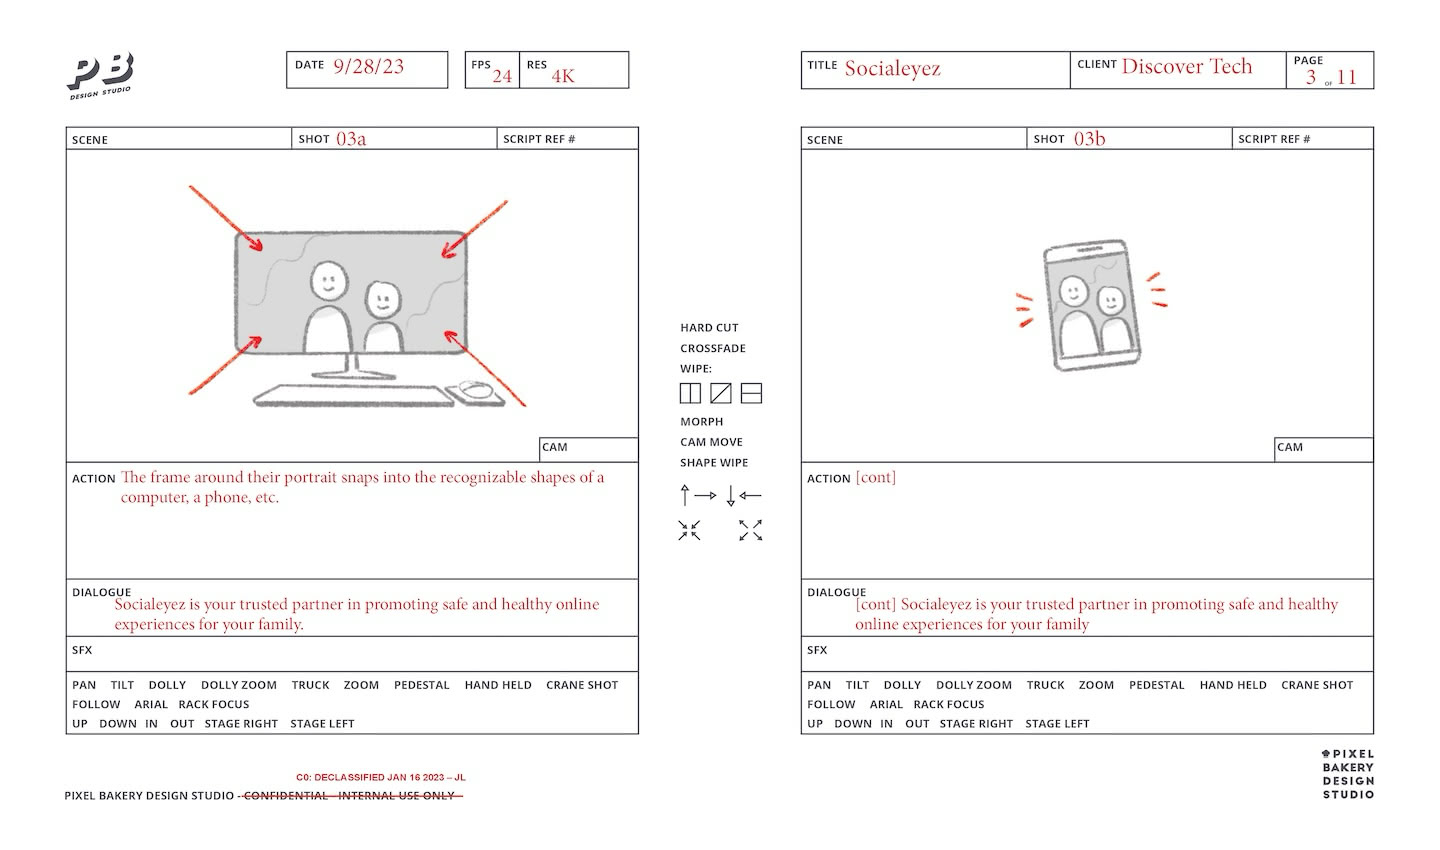 PB
DESIGN STUDIO
DATE 9/28/23
FPS 24
RES 4K
TITLE Socialeyez
CLIENT Discover Tech
PAGE 3 OF 11
SCENE
SHOT 03a
SCRIPT REF #
CAM
ACTION The frame around their portrait snaps into the recognizable shapes of a
computer, a phone, etc.
DIALOGUE
Socialeyez is your trusted partner in promoting safe and healthy online
experiences for your family.
SFX
PAN TILT DOLLY DOLLY ZOOM TRUCK ZOOM PEDESTAL HAND HELD CRANE SHOT
FOLLOW ARIAL RACK FOCUS
UP DOWN IN OUT STAGE RIGHT STAGE LEFT
HARD CUT
CROSSFADE
WIPE:
MORPH
CAM MOVE
SHAPE WIPE
SCENE
SHOT 03b
SCRIPT REF #
CAM
ACTION [cont]
DIALOGUE
[cont] Socialeyez is your trusted partner in promoting safe and healthy
online experiences for your family
SFX
PAN TILT DOLLY DOLLY ZOOM TRUCK ZOOM PEDESTAL HAND HELD CRANE SHOT
FOLLOW ARIAL RACK FOCUS
UP DOWN IN OUT STAGE RIGHT STAGE LEFT
C0: DECLASSIFIED JAN 16 2023 – JL
PIXEL BAKERY DESIGN STUDIO - CONFIDENTIAL - INTERNAL USE ONLY
PIXEL
BAKERY
DESIGN
STUDIO